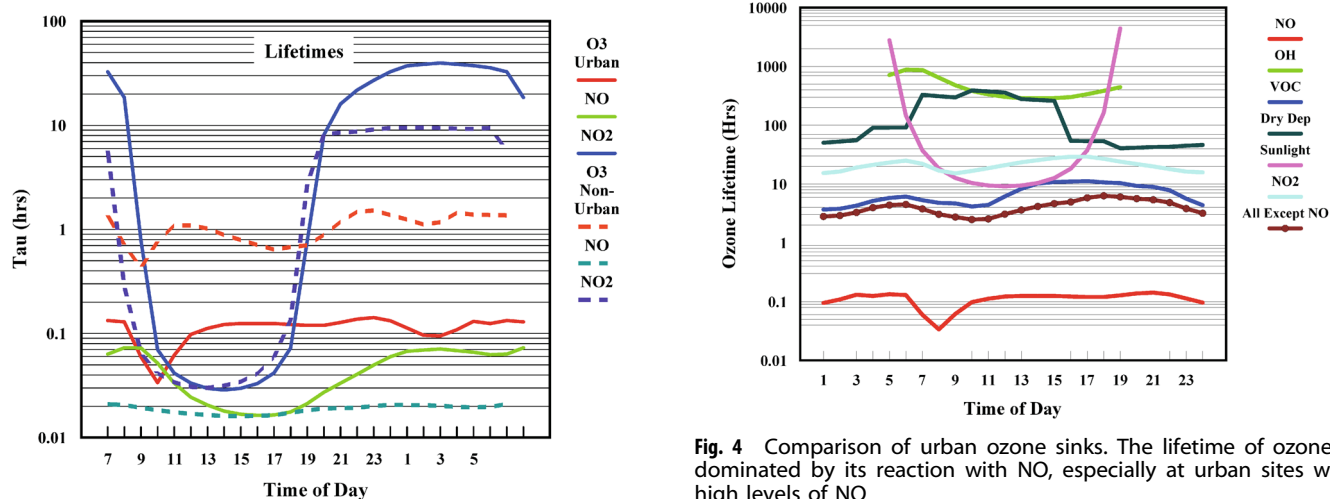 100
10
1
0.1
0.01
Tau (hrs)
Lifetimes
7 9 11 13 15 17 19 21 23 1 3 5
Time of Day
O3
Urban
NO
NO2
O3
Non-
Urban
NO
NO2
10000
1000
100
10
1
0.1
0.01
Ozone Lifetime (Hrs)
1 3 5 7 9 11 13 15 17 19 21 23
Time of Day
NO
OH
VOC
Dry Dep
Sunlight
NO2
All Except NO
Fig. 4 Comparison of urban ozone sinks. The lifetime of ozone
dominated by its reaction with NO, especially at urban sites w
high levels of NO